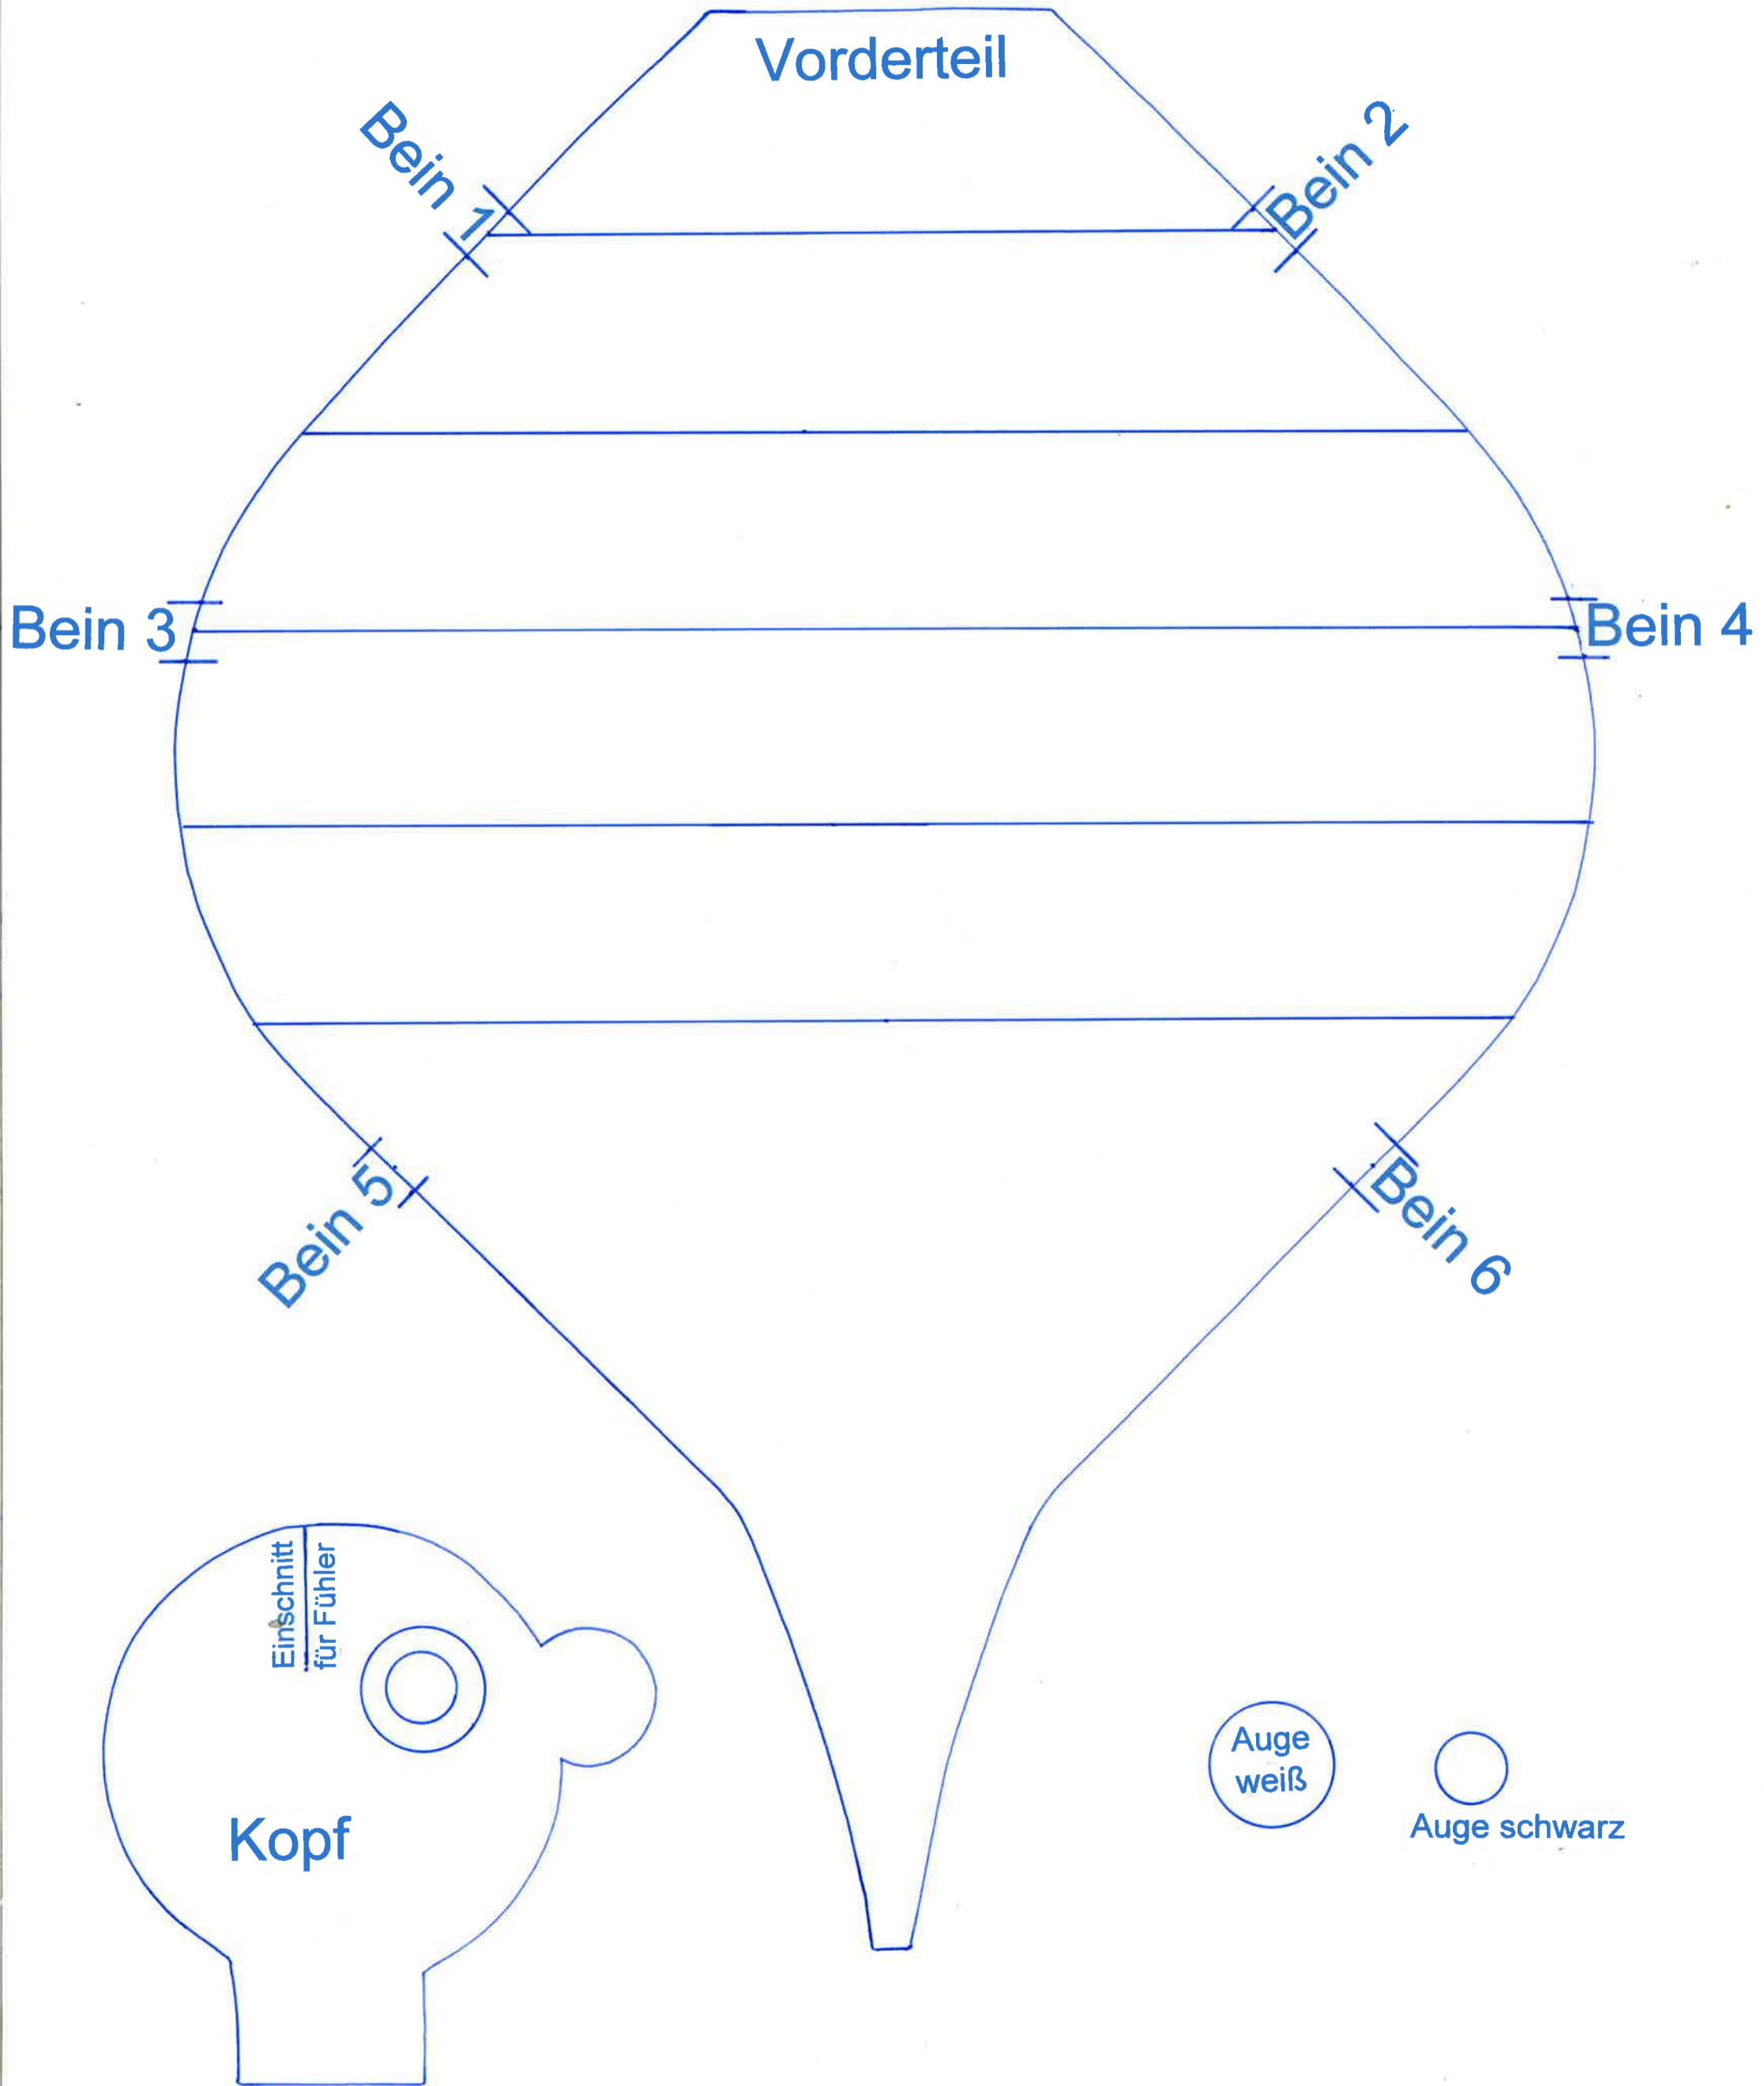 Vorderteil
Bein 1
Bein 2
Bein 3
Bein 4
Bein 5
Bein 6
Einschnitt
für Fühler
Kopf
Auge
weiß
Auge schwarz